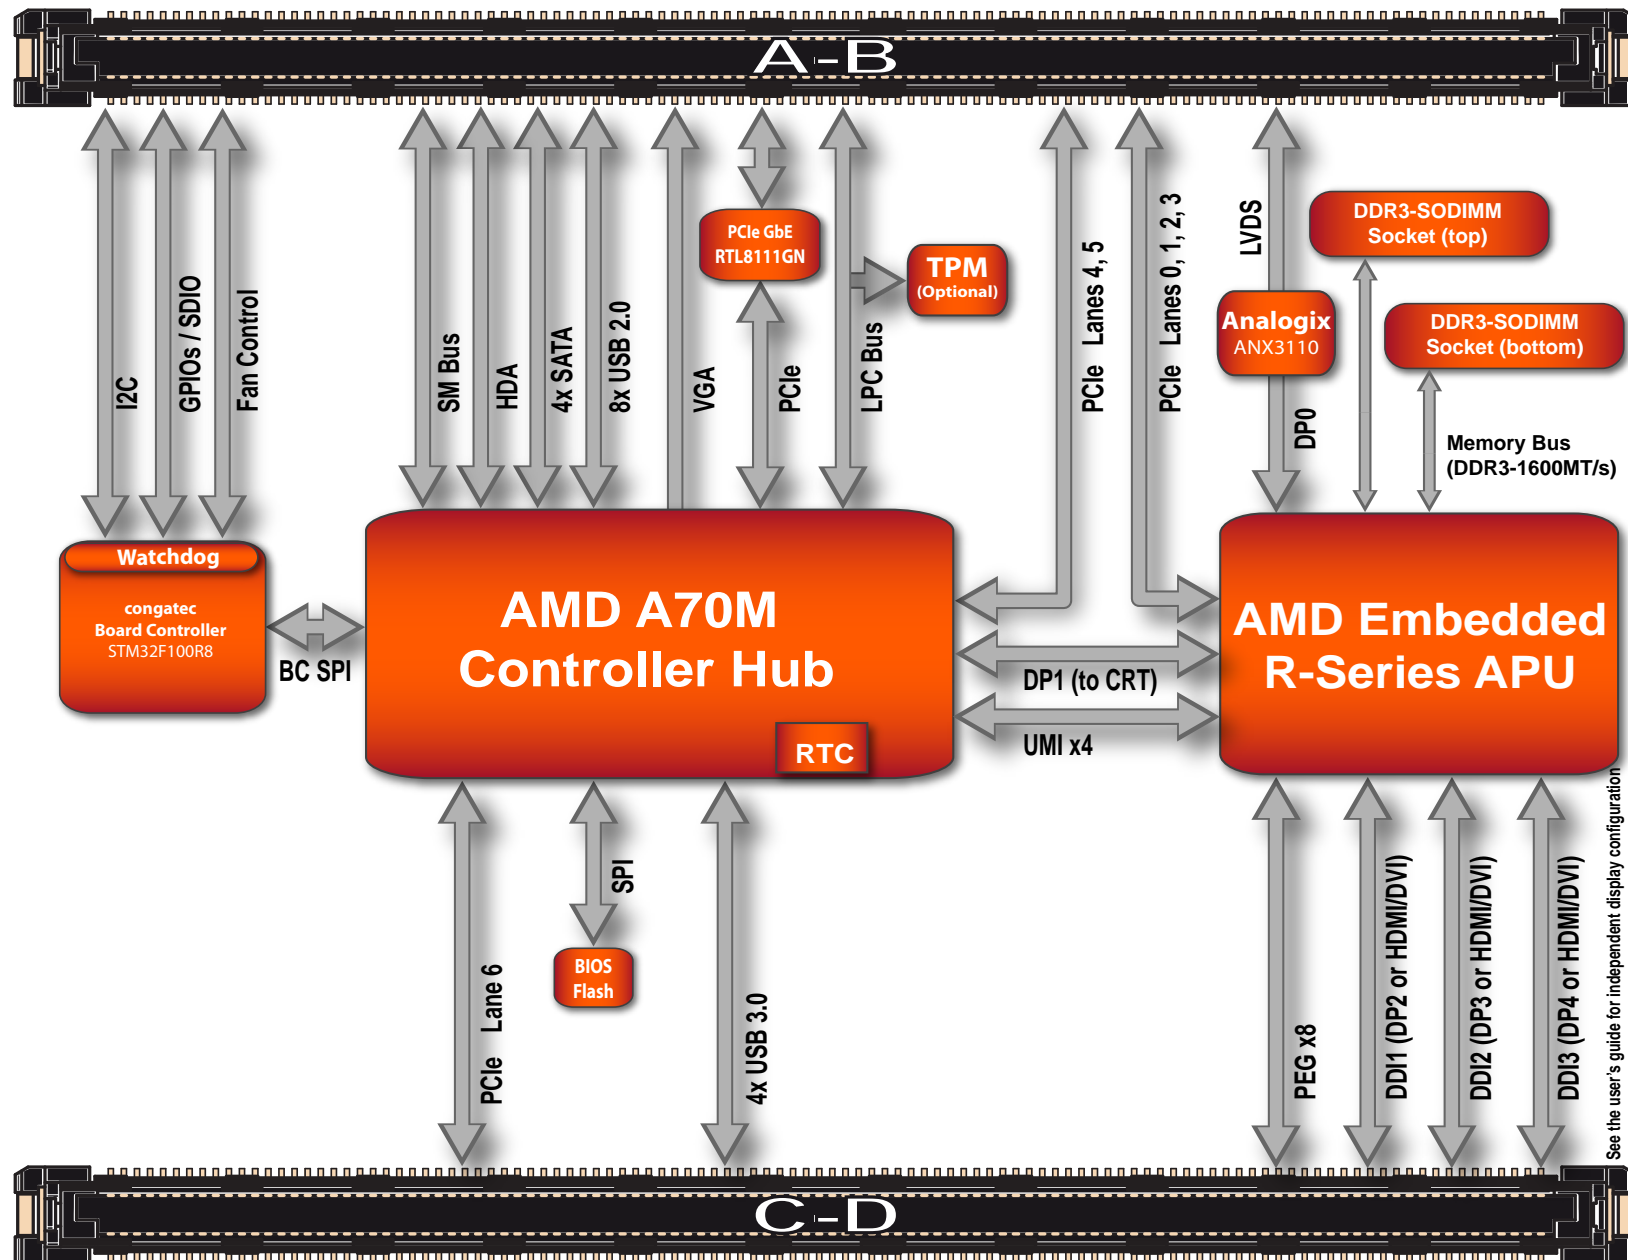 A-B
I2C
GPIOs / SDIO
Fan Control
SM Bus
HDA
4x SATA
8x USB 2.0
VGA
PCIe GbE
RTL8111GN
PCIe
LPC Bus
TPM
(Optional)
PCIe Lanes 4, 5
PCIe Lanes 0, 1, 2, 3
LVDS
Analogix
ANX3110
DP0
DDR3-SODIMM
Socket (top)
DDR3-SODIMM
Socket (bottom)
Memory Bus
(DDR3-1600MT/s)
Watchdog
congatec
Board Controller
STM32F100R8
BC SPI
AMD A70M
Controller Hub
RTC
DP1 (to CRT)
UMI x4
AMD Embedded
R-Series APU
PCIe Lane 6
SPI
BIOS
Flash
4x USB 3.0
PEG x8
DDI1 (DP2 or HDMI/DVI)
DDI2 (DP3 or HDMI/DVI)
DDI3 (DP4 or HDMI/DVI)
See the user's guide for independent display configuration
C-D